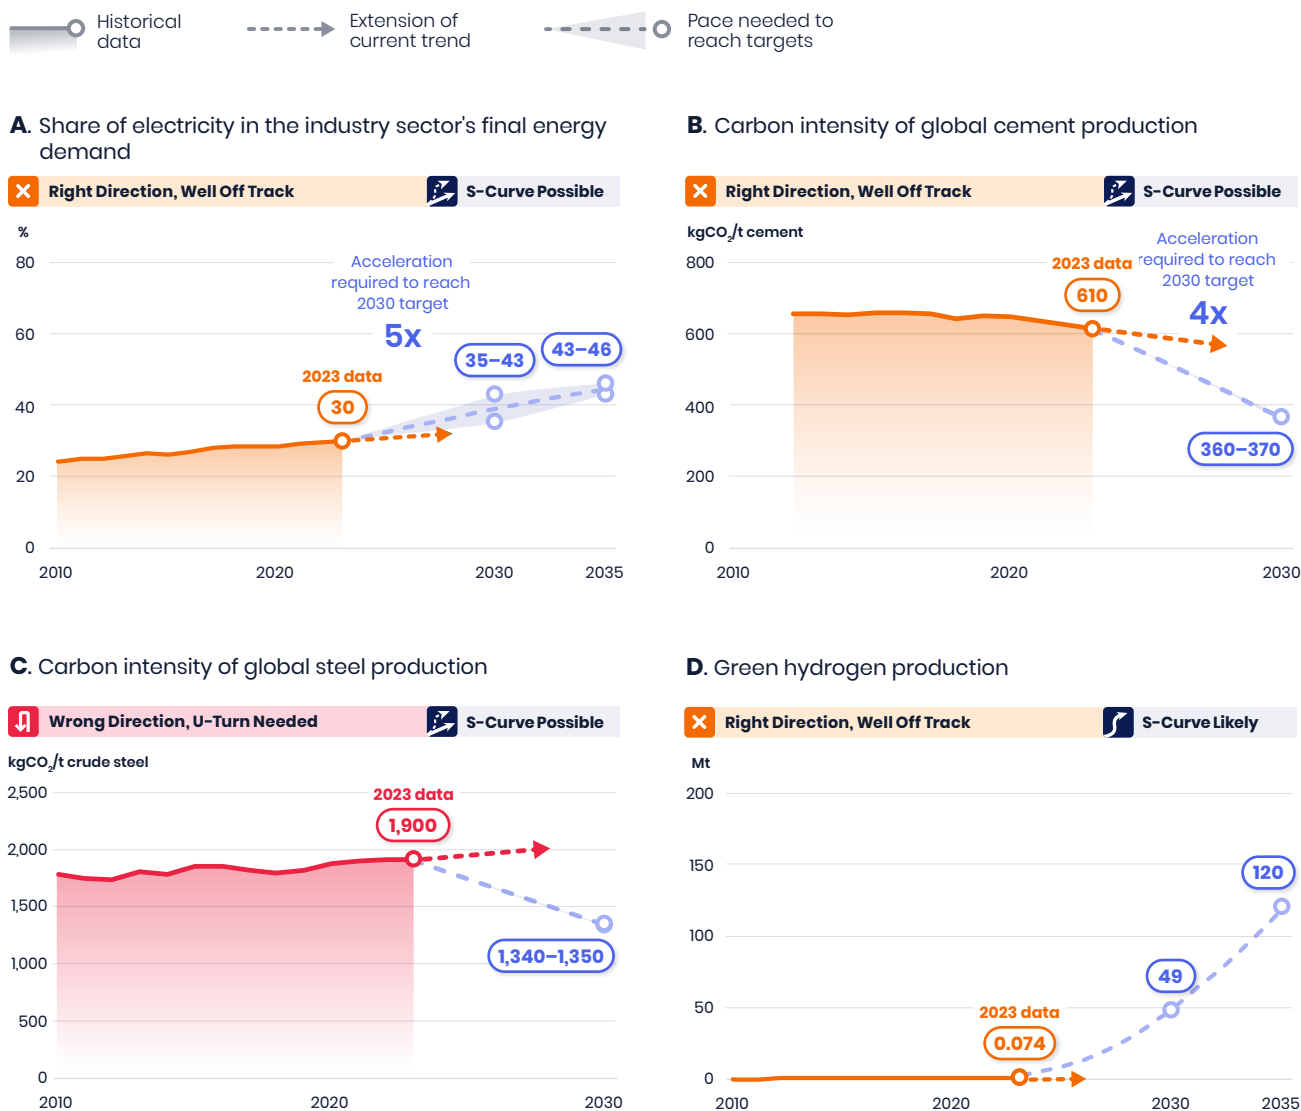 Historical
data
Extension of
current trend
Pace needed to
reach targets
A. Share of electricity in the industry sector's final energy
demand
Right Direction, Well Off Track
S-Curve Possible
%
80
60
40
20
0
Acceleration
required to reach
2030 target
5x
2023 data
30
35–43
43–46
2010
2020
2030
2035
B. Carbon intensity of global cement production
Right Direction, Well Off Track
S-Curve Possible
kgCO₂/t cement
800
600
400
200
0
2023 data
610
Acceleration
required to reach
2030 target
4x
360–370
2010
2020
2030
C. Carbon intensity of global steel production
Wrong Direction, U-Turn Needed
S-Curve Possible
kgCO₂/t crude steel
2,500
2,000
1,500
1,000
500
0
2023 data
1,900
1,340–1,350
2010
2020
2030
D. Green hydrogen production
Right Direction, Well Off Track
S-Curve Likely
Mt
200
150
100
50
0
2023 data
0.074
49
120
2010
2020
2030
2035